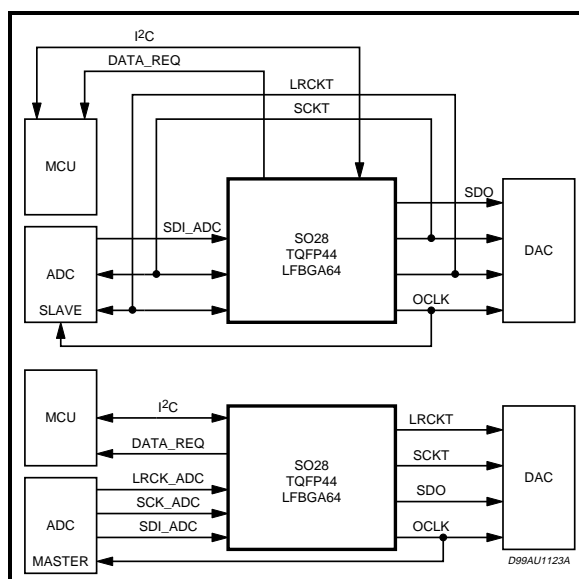 I2C
DATA_REQ
LRCKT
SCKT
MCU
SDO
SDI_ADC
SO28
TQFP44
LFBGA64
DAC
ADC
SLAVE
OCLK
MCU
I2C
DATA_REQ
LRCK_ADC
SCK_ADC
SDI_ADC
ADC
MASTER
SO28
TQFP44
LFBGA64
LRCKT
SCKT
SDO
OCLK
DAC
D99AU1123A